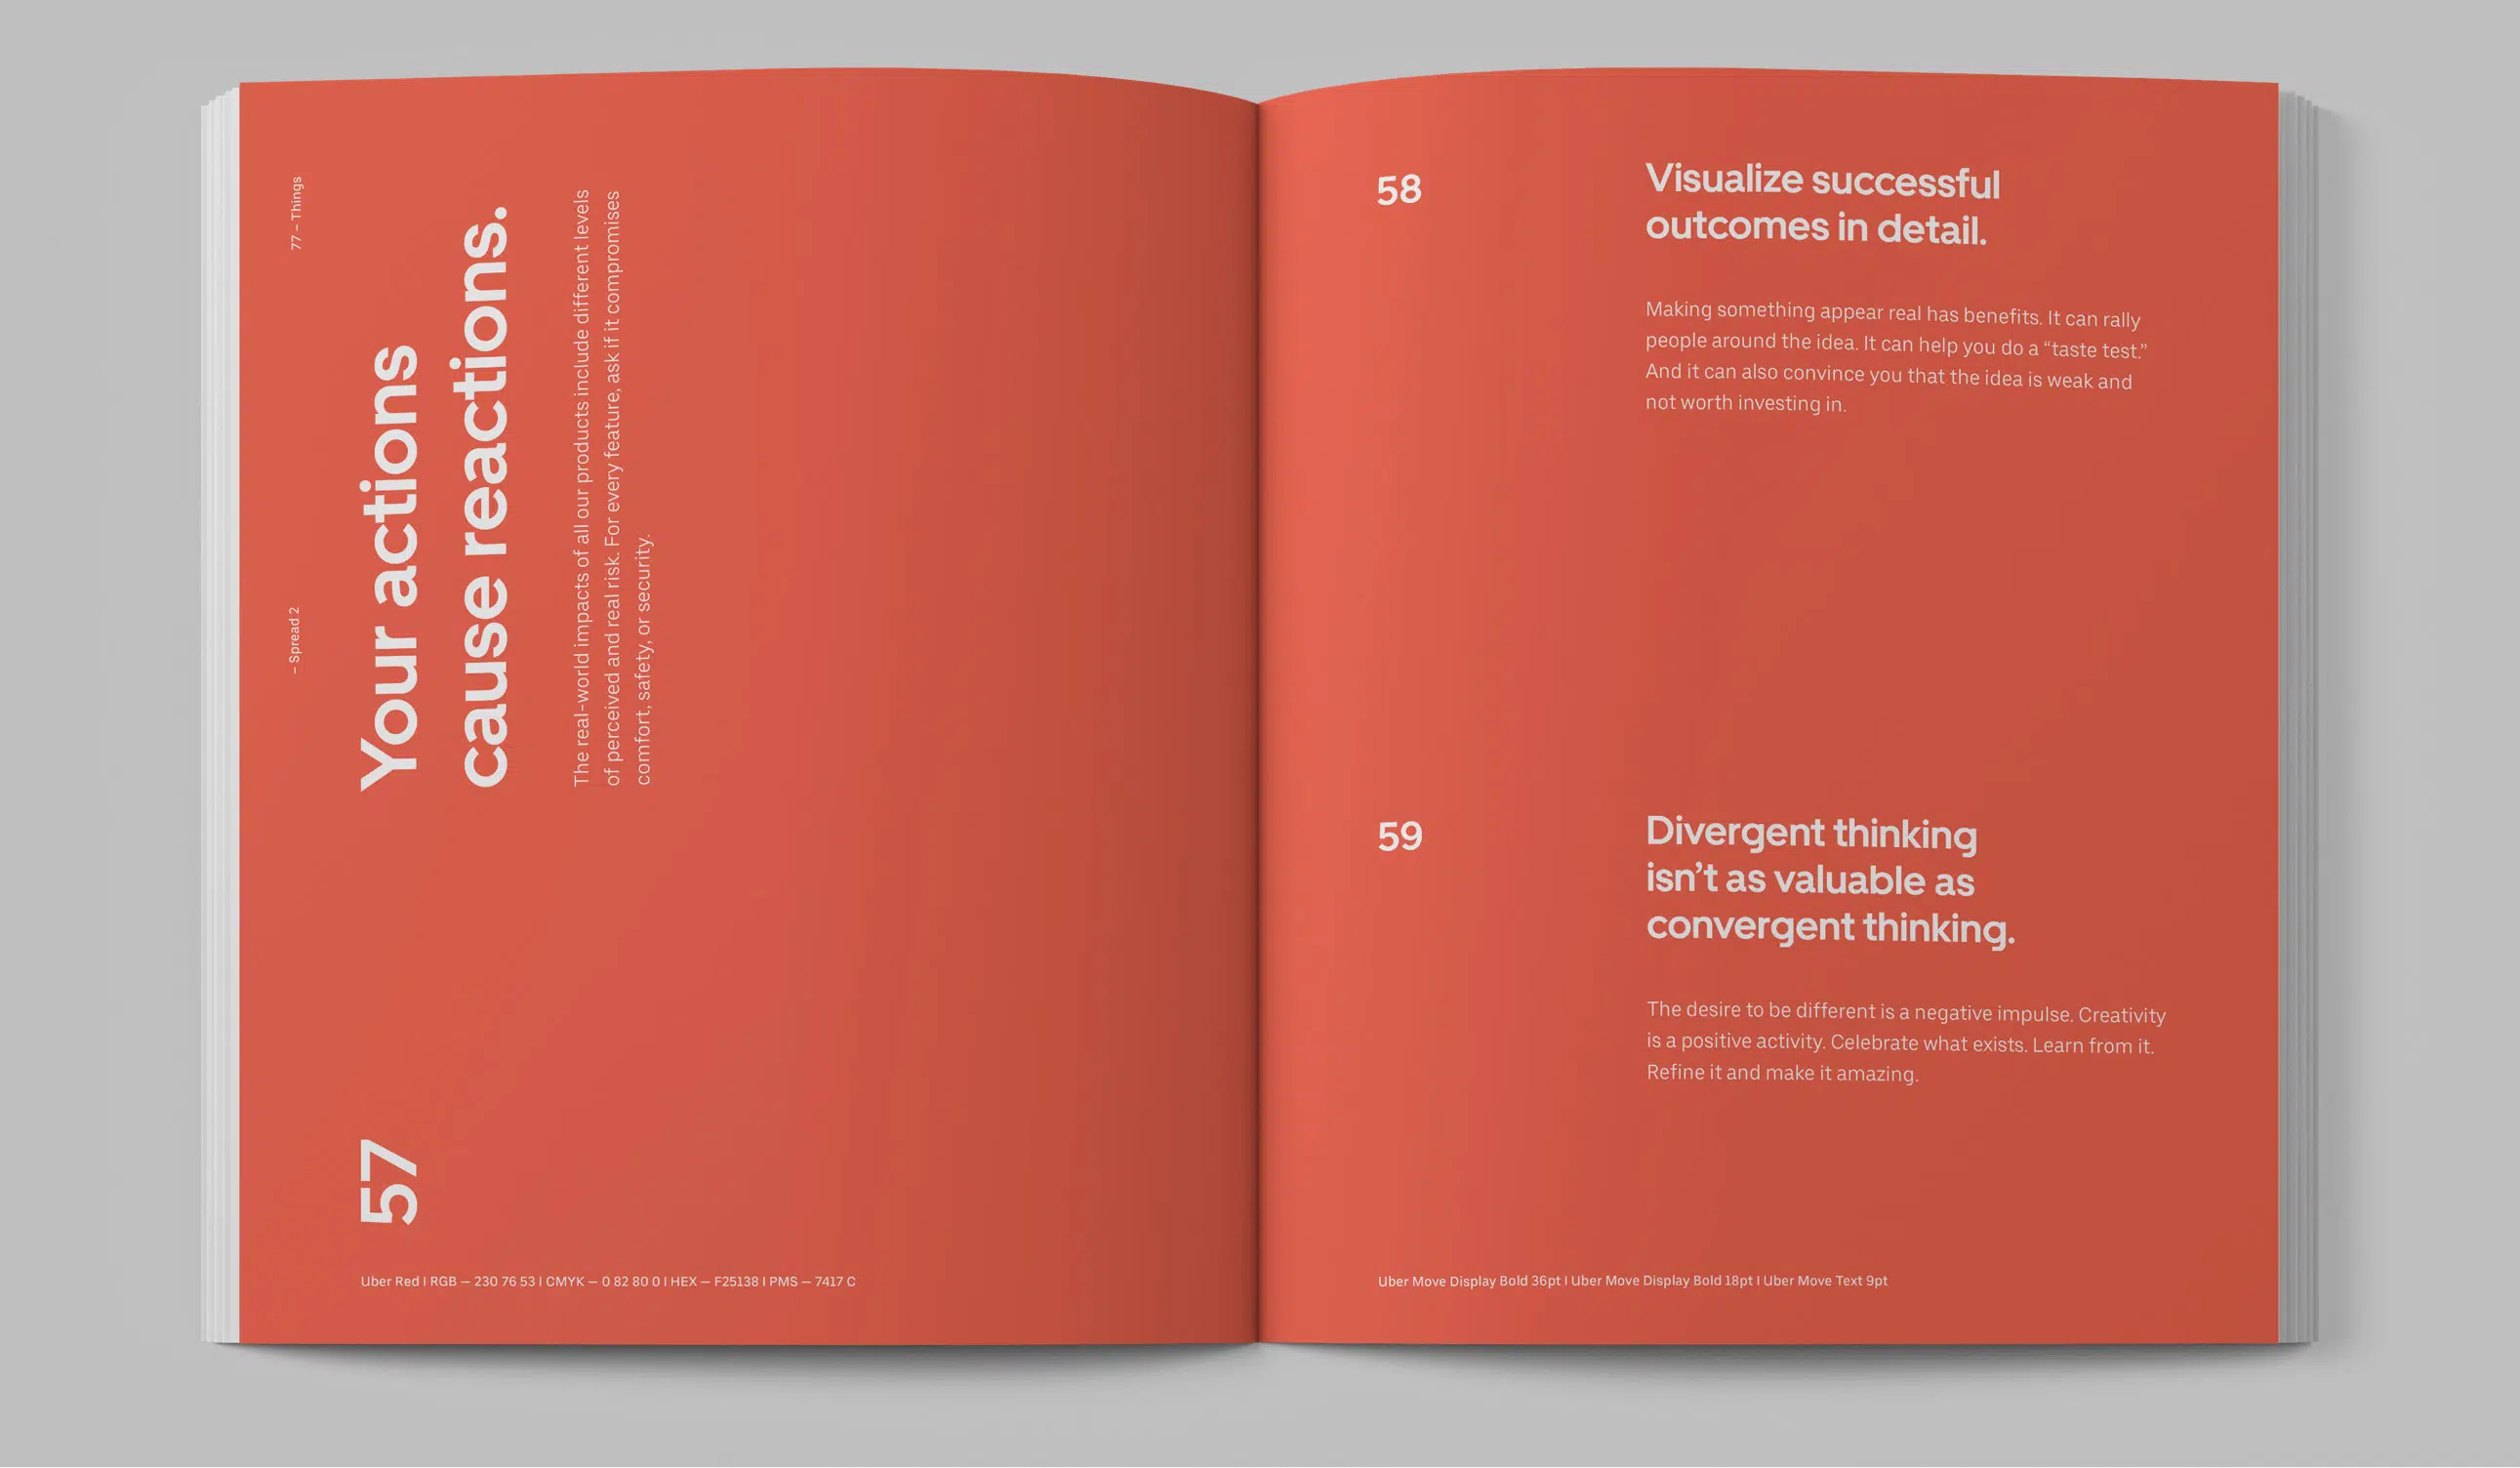 77 – Things
– Spread 2
57
Your actions
cause reactions.
The real-world impacts of all our products include different levels
of perceived and real risk. For every feature, ask if it compromises
comfort, safety, or security.
Uber Red | RGB — 230 76 53 | CMYK — 0 82 80 0 | HEX — F25138 | PMS — 7417 C
58
Visualize successful
outcomes in detail.
Making something appear real has benefits. It can rally
people around the idea. It can help you do a “taste test.”
And it can also convince you that the idea is weak and
not worth investing in.
59
Divergent thinking
isn’t as valuable as
convergent thinking.
The desire to be different is a negative impulse. Creativity
is a positive activity. Celebrate what exists. Learn from it.
Refine it and make it amazing.
Uber Move Display Bold 36pt | Uber Move Display Bold 18pt | Uber Move Text 9pt